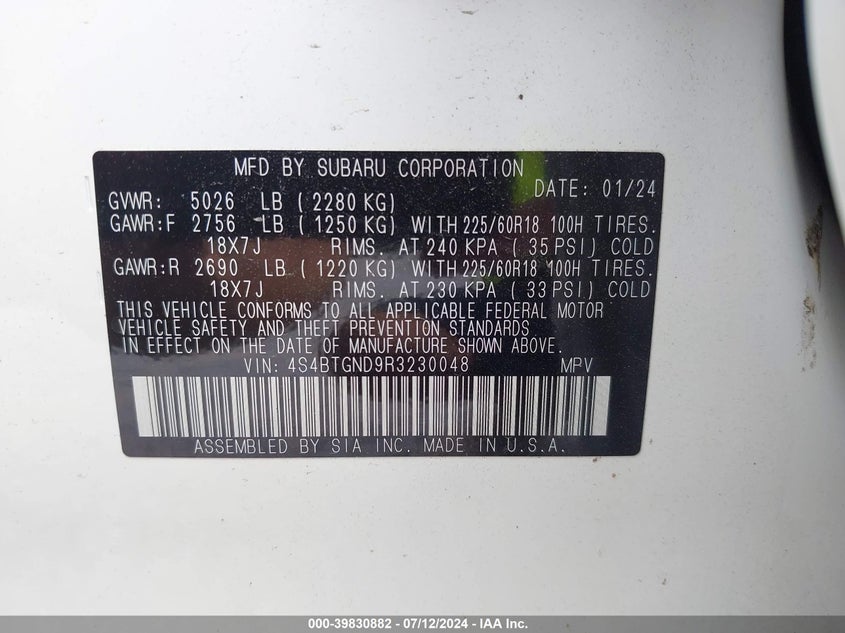 MFD BY SUBARU CORPORATION
DATE: 01/24
GVWR: 5026 LB ( 2280 KG)
GAWR:F 2756 LB ( 1250 KG) WITH 225/60R18 100H TIRES.
18X7J RIMS. AT 240 KPA ( 35 PSI) COLD
GAWR:R 2690 LB ( 1220 KG) WITH 225/60R18 100H TIRES.
18X7J RIMS. AT 230 KPA ( 33 PSI) COLD
THIS VEHICLE CONFORMS TO ALL APPLICABLE FEDERAL MOTOR
VEHICLE SAFETY AND THEFT PREVENTION STANDARDS
IN EFFECT ON THE DATE OF MANUFACTURE SHOWN ABOVE.
VIN: 4S4BTGND9R3230048 MPV
ASSEMBLED BY SIA INC. MADE IN U.S.A.
000-39830882 - 07/12/2024 - IAA Inc.